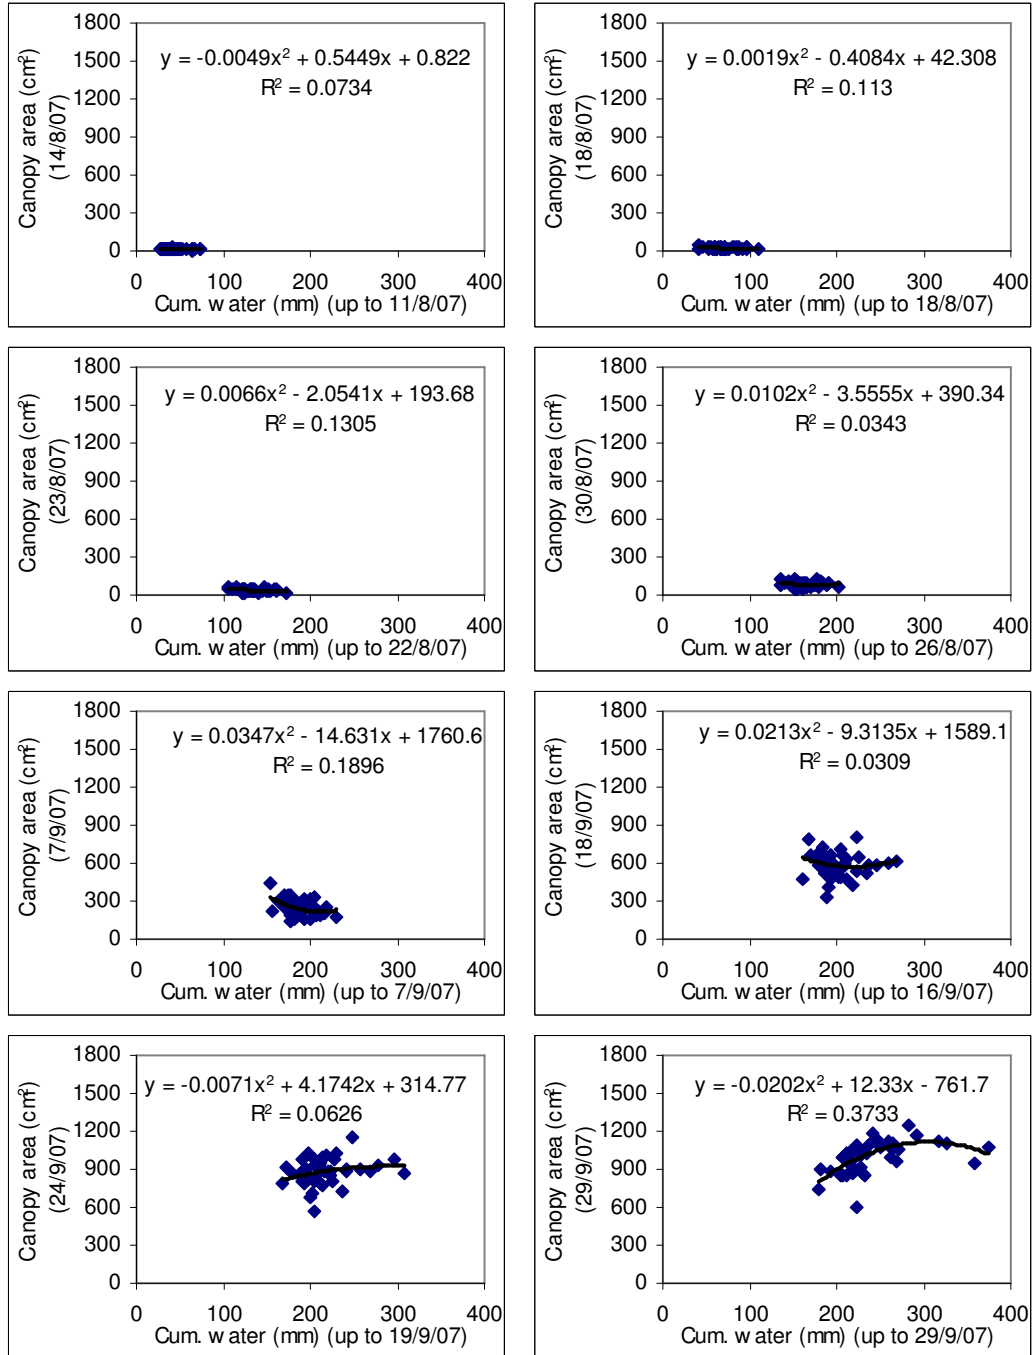 1800
1500
1200
900
600
300
0
Canopy area (cm²)
(14/8/07)
y = -0.0049x² + 0.5449x + 0.822
R² = 0.0734
0 100 200 300 400
Cum. water (mm) (up to 11/8/07)
1800
1500
1200
900
600
300
0
Canopy area (cm²)
(18/8/07)
y = 0.0019x² - 0.4084x + 42.308
R² = 0.113
0 100 200 300 400
Cum. water (mm) (up to 18/8/07)
1800
1500
1200
900
600
300
0
Canopy area (cm²)
(23/8/07)
y = 0.0066x² - 2.0541x + 193.68
R² = 0.1305
0 100 200 300 400
Cum. water (mm) (up to 22/8/07)
1800
1500
1200
900
600
300
0
Canopy area (cm²)
(30/8/07)
y = 0.0102x² - 3.5555x + 390.34
R² = 0.0343
0 100 200 300 400
Cum. water (mm) (up to 26/8/07)
1800
1500
1200
900
600
300
0
Canopy area (cm²)
(7/9/07)
y = 0.0347x² - 14.631x + 1760.6
R² = 0.1896
0 100 200 300 400
Cum. water (mm) (up to 7/9/07)
1800
1500
1200
900
600
300
0
Canopy area (cm²)
(18/9/07)
y = 0.0213x² - 9.3135x + 1589.1
R² = 0.0309
0 100 200 300 400
Cum. water (mm) (up to 16/9/07)
1800
1500
1200
900
600
300
0
Canopy area (cm²)
(24/9/07)
y = -0.0071x² + 4.1742x + 314.77
R² = 0.0626
0 100 200 300 400
Cum. water (mm) (up to 19/9/07)
1800
1500
1200
900
600
300
0
Canopy area (cm²)
(29/9/07)
y = -0.0202x² + 12.33x - 761.7
R² = 0.3733
0 100 200 300 400
Cum. water (mm) (up to 29/9/07)